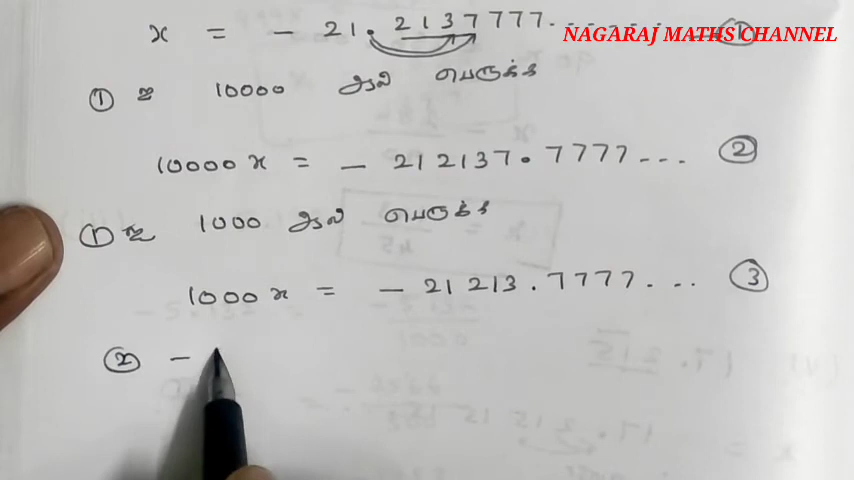 x = - 21.2137777.......
NAGARAJ MATHS CHANNEL
① ஐ 10000 ஆல் பெருக்க
10000 x = - 212137.7777... ②
① ஐ 1000 ஆல் பெருக்க
1000 x = - 21213.7777... ③
② -